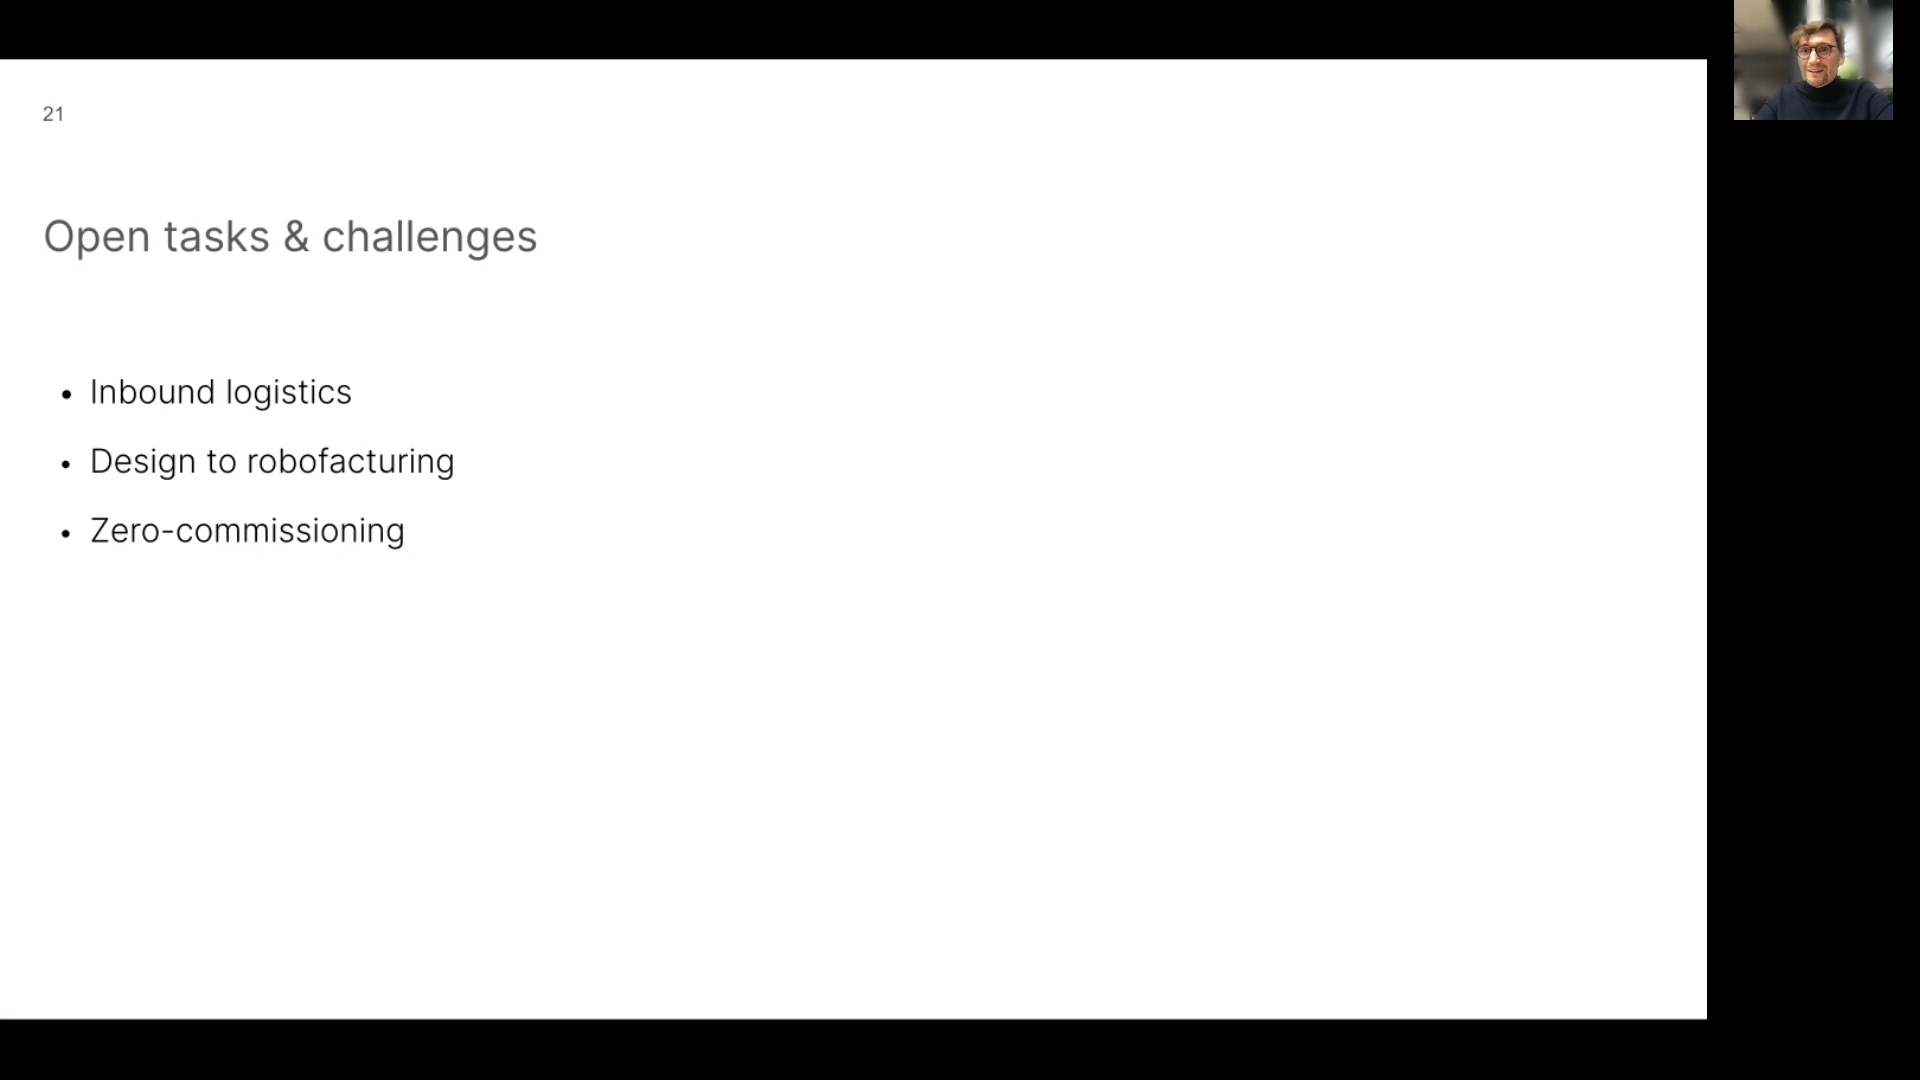 21
Open tasks & challenges
• Inbound logistics
• Design to robofacturing
• Zero-commissioning